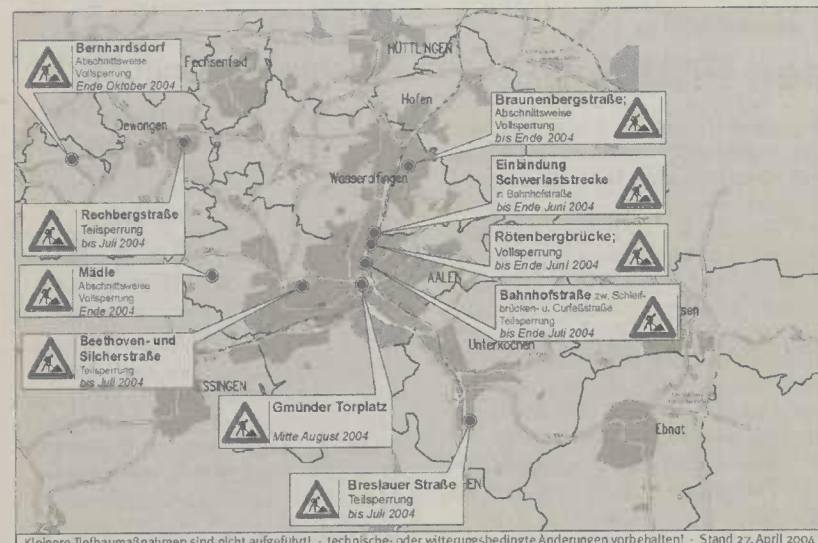 Bernhardsdorf
Abschnittsweise
Vollsperrung
Ende Oktober 2004
Fachsenfeld
HÜTTLINGEN
Hofen
Dewangen
Braunenbergstraße;
Abschnittsweise
Vollsperrung
bis Ende 2004
Wasseralfingen
Einbindung
Schwerlaststrecke
in Bahnhofstraße
bis Ende Juni 2004
Rechbergstraße
Teilsperrung
bis Juli 2004
Rötenbergbrücke;
Vollsperrung
bis Ende Juni 2004
Mädle
Abschnittsweise
Vollsperrung
Ende 2004
AALEN
Bahnhofstraße zw. Schleif-
brücken- u. Curfeßstraße
Teilsperrung
bis Ende Juli 2004
sen
Beethoven- und
Silcherstraße
Teilsperrung
bis Juli 2004
Unterkochen
SSINGEN
Gmünder Torplatz
Mitte August 2004
Ebnat
Breslauer Straße
Teilsperrung
bis Juli 2004
EN
Kleinere Tiefbaumaßnahmen sind nicht aufgeführt! - technische- oder witterungsbedingte Änderungen vorbehalten! - Stand 27. April 2004